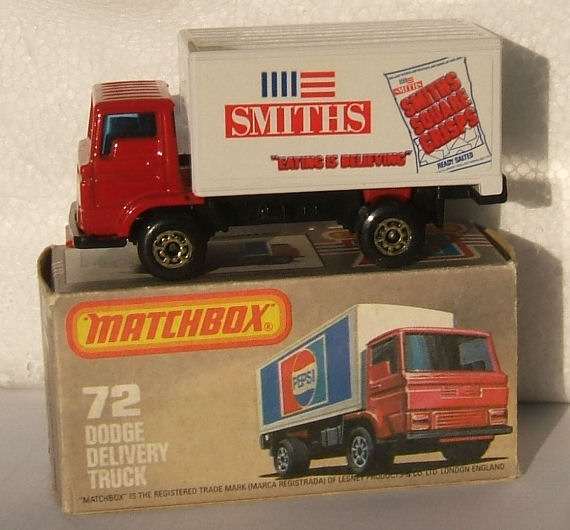 SMITHS
"EATING IS BELIEVING"
SMITHS
SMITHS
SQUARE
CRISPS
READY SALTED
MATCHBOX®
PEPSI
72
DODGE
DELIVERY
TRUCK
"MATCHBOX" IS THE REGISTERED TRADE MARK (MARCA REGISTRADA) OF LESNEY PRODUCTS & CO. LTD. LONDON ENGLAND